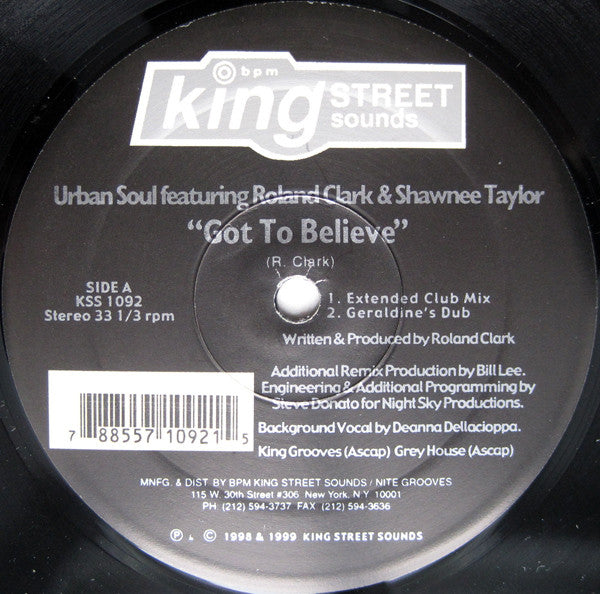 bpm
king STREET
sounds
Urban Soul featuring Roland Clark & Shawnee Taylor
“Got To Believe”
(R. Clark)
SIDE A
KSS 1092
Stereo 33 1/3 rpm
1. Extended Club Mix
2. Geraldine's Dub
Written & Produced by Roland Clark
Additional Remix Production by Bill Lee.
Engineering & Additional Programming by
Steve Donato for Night Sky Productions.
Background Vocal by Deanna Dellacioppa.
King Grooves (Ascap) Grey House (Ascap)
7 88557 10921 5
MNFG. & DIST BY BPM KING STREET SOUNDS / NITE GROOVES
115 W. 30th Street #306 New York, N.Y 10001
PH (212) 594-3737 FAX (212) 594-3636
℗ & © 1998 & 1999 KING STREET SOUNDS